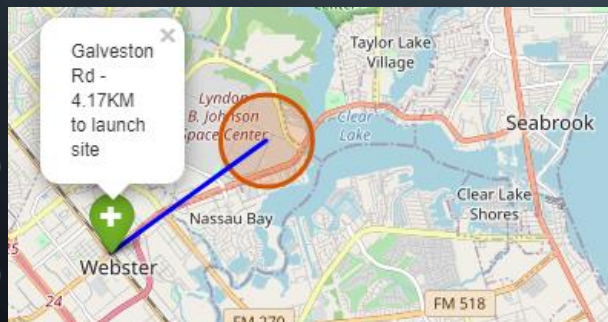 Center
Galveston
Rd -
4.17KM
to launch
site
×
Taylor Lake
Village
Lyndon
B. Johnson
Space Center
Clear
Lake
Seabrook
Nassau Bay
Clear Lake
Shores
Webster
24
FM 518
FM 270